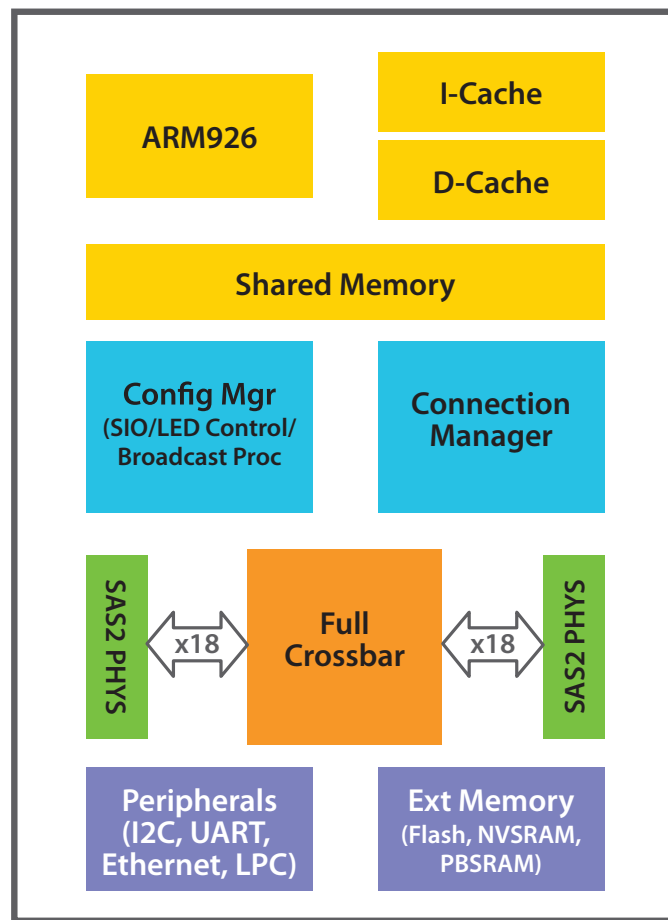 ARM926
I-Cache
D-Cache
Shared Memory
Config Mgr
(SIO/LED Control/
Broadcast Proc
Connection
Manager
SAS2 PHYS
x18
Full
Crossbar
x18
SAS2 PHYS
Peripherals
(I2C, UART,
Ethernet, LPC)
Ext Memory
(Flash, NVSRAM,
PBSRAM)